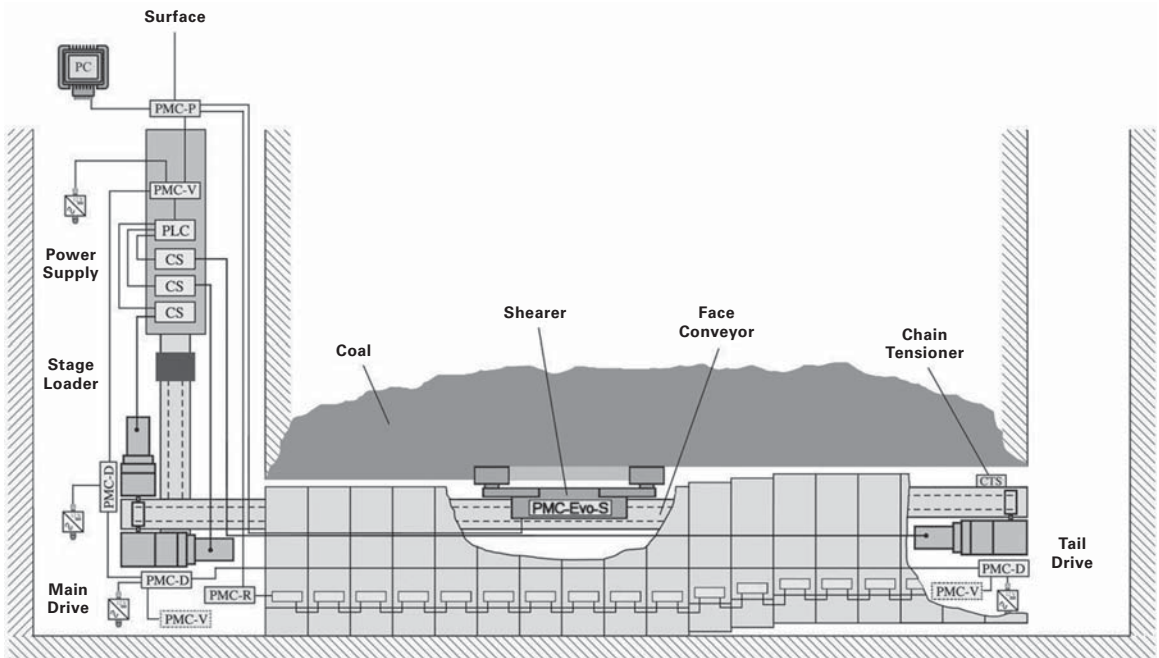 Surface
PC
PMC-P
PMC-V
PLC
Power
Supply
CS
CS
CS
Shearer
Face
Conveyor
Chain
Tensioner
Coal
Stage
Loader
PMC-D
CTS
PMC-Evo-S
Tail
Drive
PMC-D
PMC-D
Main
Drive
PMC-R
PMC-V
PMC-V